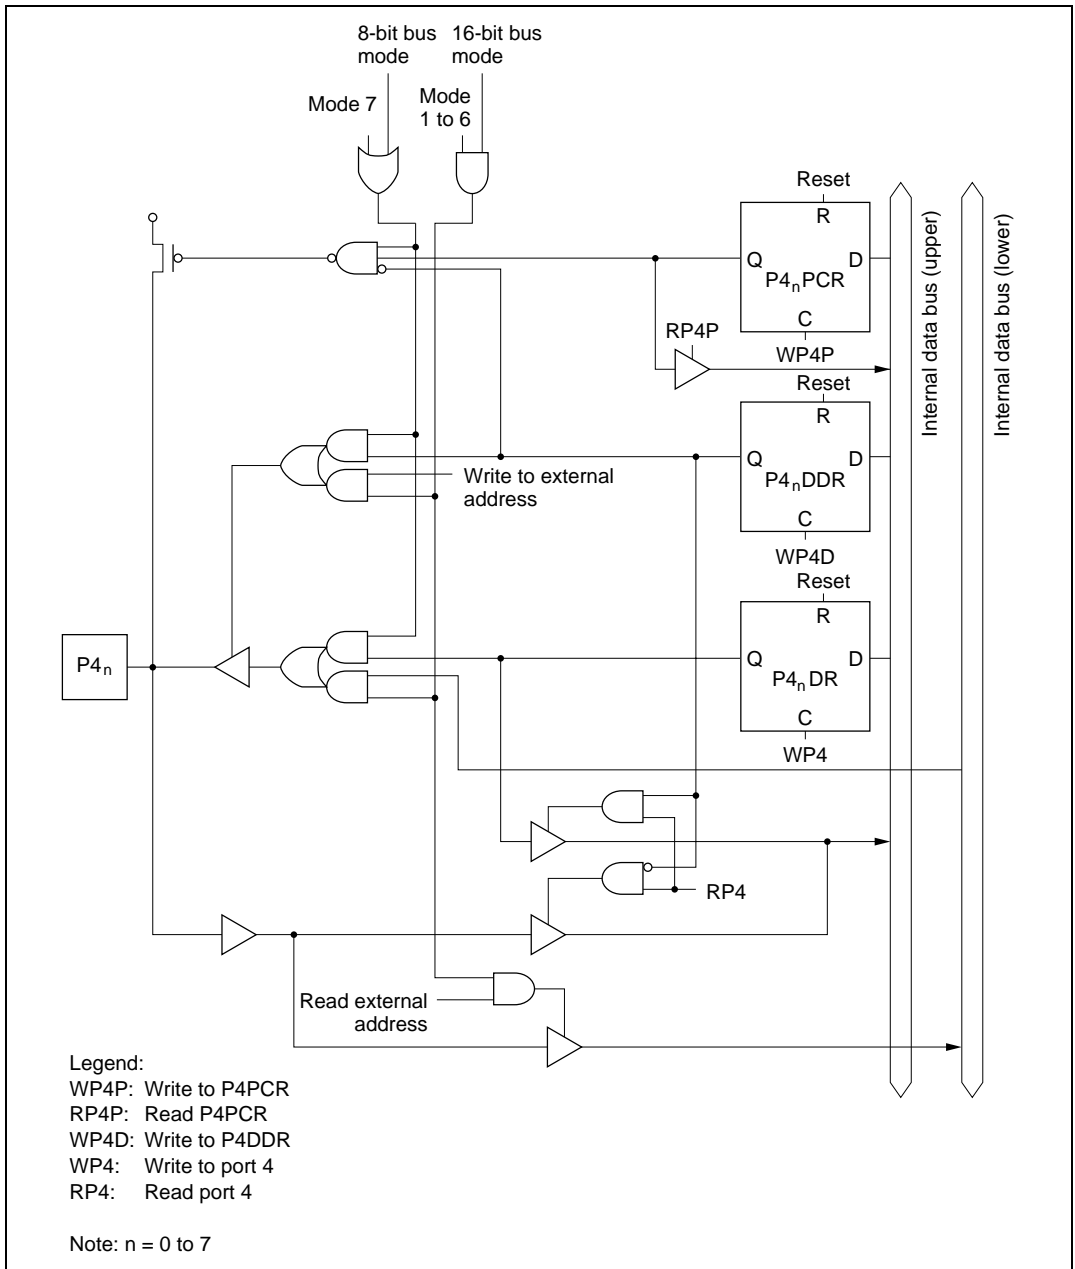 8-bit bus 16-bit bus
mode mode
Mode 7
Mode
1 to 6
Reset
R
Q D
P4nPCR
C
WP4P
RP4P
Reset
R
Q D
P4nDDR
C
WP4D
Write to external
address
Reset
R
Q D
P4n DR
C
WP4
P4n
RP4
Read external
address
Internal data bus (upper)
Internal data bus (lower)
Legend:
WP4P: Write to P4PCR
RP4P: Read P4PCR
WP4D: Write to P4DDR
WP4: Write to port 4
RP4: Read port 4
Note: n = 0 to 7